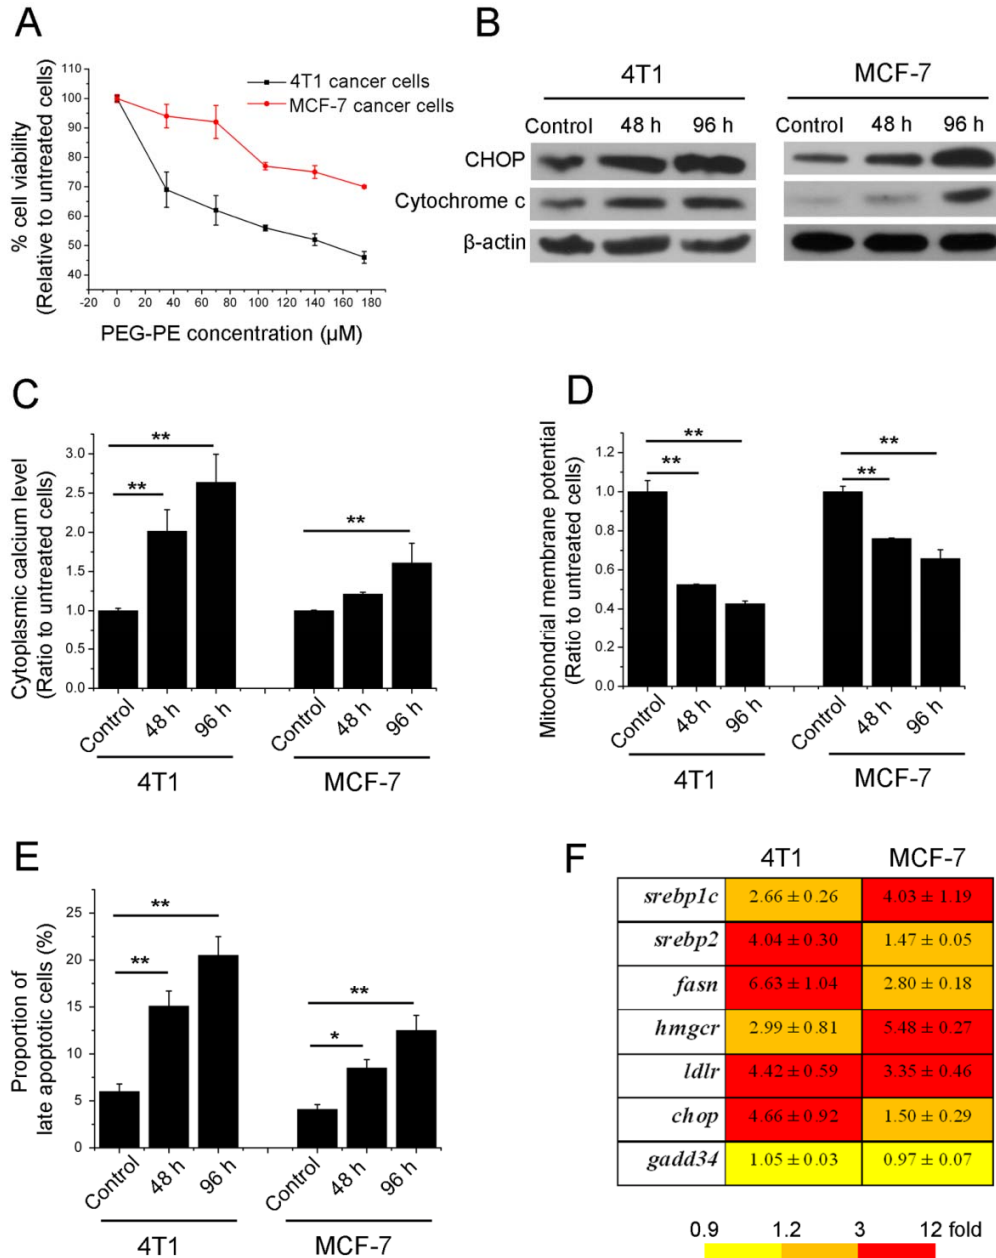 A
% cell viability
(Relative to untreated cells)
110
100
90
80
70
60
50
40
-20 0 20 40 60 80 100 120 140 160 180
PEG-PE concentration (μM)
4T1 cancer cells
MCF-7 cancer cells
B
4T1 MCF-7
Control 48 h 96 h Control 48 h 96 h
CHOP
Cytochrome c
β-actin
C
Cytoplasmic calcium level
(Ratio to untreated cells)
3.0
2.5
2.0
1.5
1.0
0.5
0.0
**
**
**
Control 48 h 96 h Control 48 h 96 h
4T1 MCF-7
D
Mitochondrial membrane potential
(Ratio to untreated cells)
1.2
1.0
0.8
0.6
0.4
0.2
0.0
** **
** **
Control 48 h 96 h Control 48 h 96 h
4T1 MCF-7
E
Proportion of
late apoptotic cells (%)
25
20
15
10
5
0
**
**
**
*
Control 48 h 96 h Control 48 h 96 h
4T1 MCF-7
F
4T1 MCF-7
srebp1c 2.66 ± 0.26 4.03 ± 1.19
srebp2 4.04 ± 0.30 1.47 ± 0.05
fasn 6.63 ± 1.04 2.80 ± 0.18
hmgcr 2.99 ± 0.81 5.48 ± 0.27
ldlr 4.42 ± 0.59 3.35 ± 0.46
chop 4.66 ± 0.92 1.50 ± 0.29
gadd34 1.05 ± 0.03 0.97 ± 0.07
0.9 1.2 3 12 fold